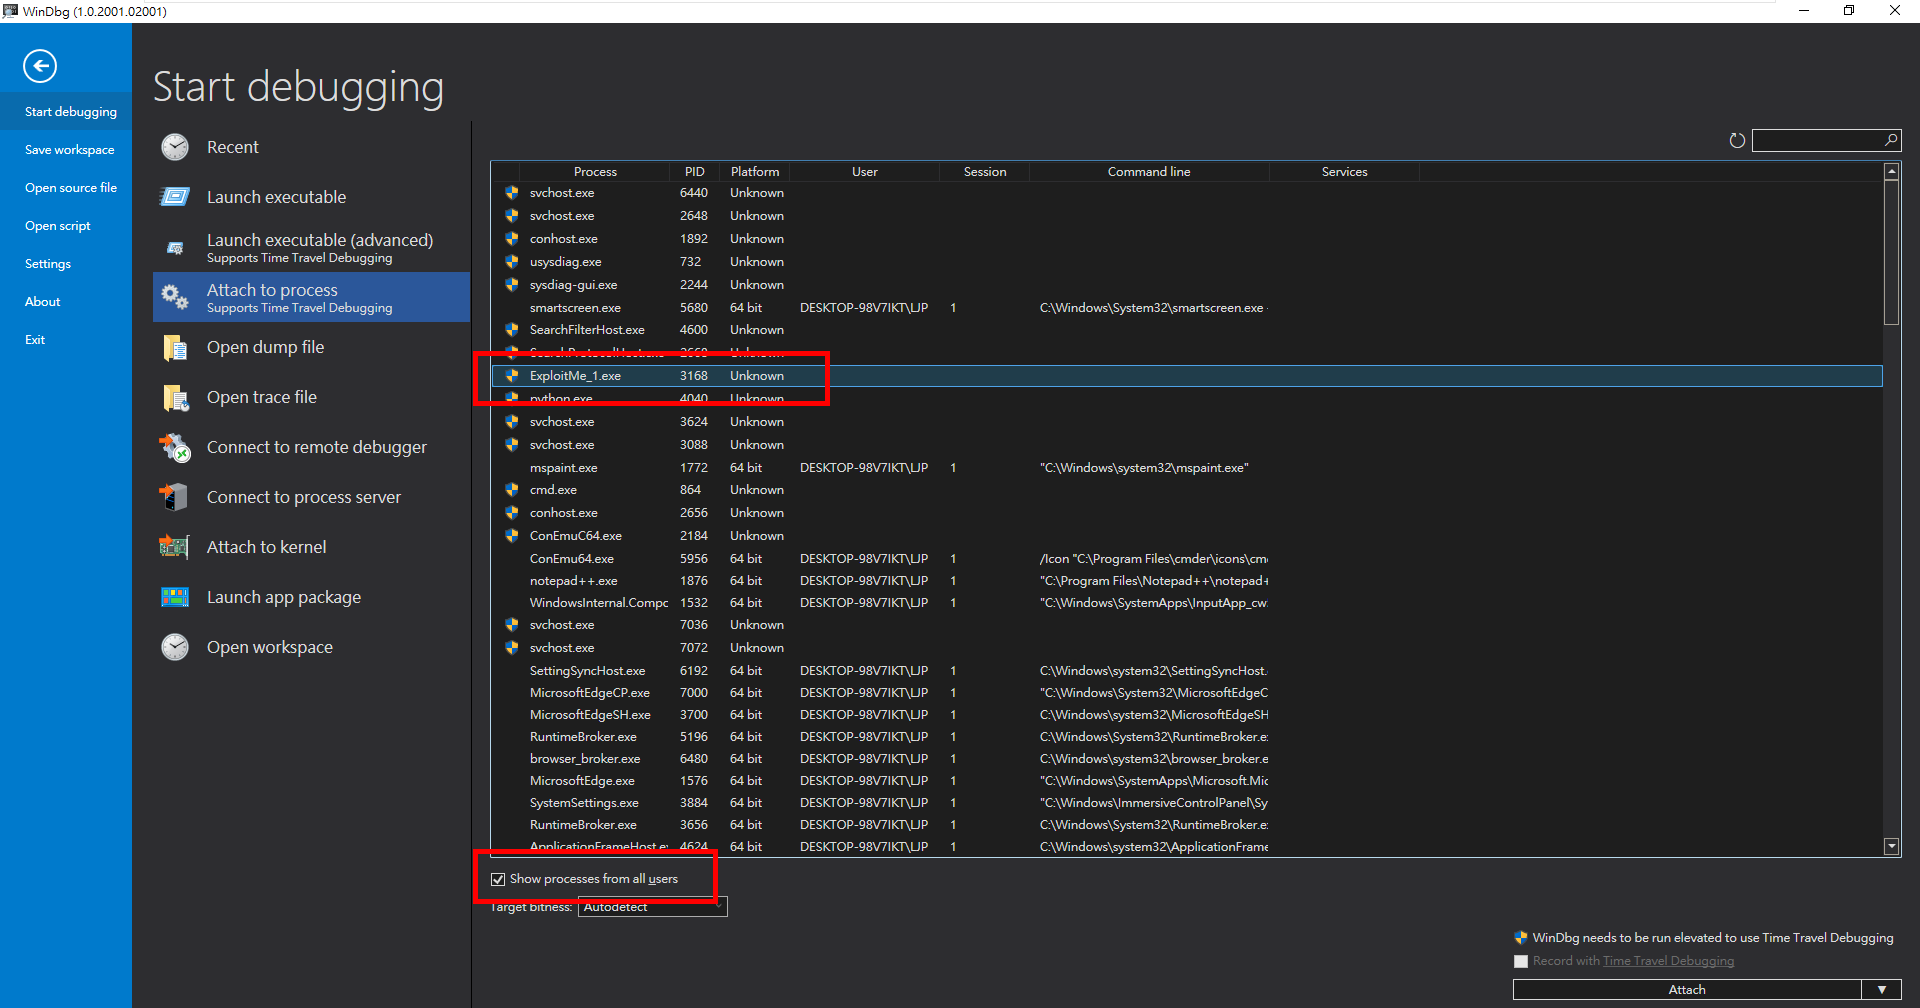 WinDbg (1.0.2001.02001)
Start debugging
Save workspace
Open source file
Open script
Settings
About
Exit
Start debugging
Recent
Launch executable
Launch executable (advanced)
Supports Time Travel Debugging
Attach to process
Supports Time Travel Debugging
Open dump file
Open trace file
Connect to remote debugger
Connect to process server
Attach to kernel
Launch app package
Open workspace
Process PID Platform User Session Command line Services
svchost.exe 6440 Unknown
svchost.exe 2648 Unknown
conhost.exe 1892 Unknown
usysdiag.exe 732 Unknown
sysdiag-gui.exe 2244 Unknown
smartscreen.exe 5680 64 bit DESKTOP-98V7IKT\LJP 1 C:\Windows\System32\smartscreen.exe -
SearchFilterHost.exe 4600 Unknown
SearchProtocolHost.exe 2668 Unknown
ExploitMe_1.exe 3168 Unknown
python.exe 4040 Unknown
svchost.exe 3624 Unknown
svchost.exe 3088 Unknown
mspaint.exe 1772 64 bit DESKTOP-98V7IKT\LJP 1 "C:\Windows\system32\mspaint.exe"
cmd.exe 864 Unknown
conhost.exe 2656 Unknown
ConEmuC64.exe 2184 Unknown
ConEmu64.exe 5956 64 bit DESKTOP-98V7IKT\LJP 1 /Icon "C:\Program Files\cmder\icons\cm
notepad++.exe 1876 64 bit DESKTOP-98V7IKT\LJP 1 "C:\Program Files\Notepad++\notepad+
WindowsInternal.Compo 1532 64 bit DESKTOP-98V7IKT\LJP 1 "C:\Windows\SystemApps\InputApp_cw
svchost.exe 7036 Unknown
svchost.exe 7072 Unknown
SettingSyncHost.exe 6192 64 bit DESKTOP-98V7IKT\LJP 1 C:\Windows\system32\SettingSyncHost.
MicrosoftEdgeCP.exe 7000 64 bit DESKTOP-98V7IKT\LJP 1 "C:\Windows\System32\MicrosoftEdgeC
MicrosoftEdgeSH.exe 3700 64 bit DESKTOP-98V7IKT\LJP 1 C:\Windows\system32\MicrosoftEdgeSH
RuntimeBroker.exe 5196 64 bit DESKTOP-98V7IKT\LJP 1 C:\Windows\System32\RuntimeBroker.e
browser_broker.exe 6480 64 bit DESKTOP-98V7IKT\LJP 1 C:\Windows\system32\browser_broker.e
MicrosoftEdge.exe 1576 64 bit DESKTOP-98V7IKT\LJP 1 "C:\Windows\SystemApps\Microsoft.Mic
SystemSettings.exe 3884 64 bit DESKTOP-98V7IKT\LJP 1 "C:\Windows\ImmersiveControlPanel\Sy
RuntimeBroker.exe 3656 64 bit DESKTOP-98V7IKT\LJP 1 C:\Windows\System32\RuntimeBroker.e
ApplicationFrameHost.e 4624 64 bit DESKTOP-98V7IKT\LJP 1 C:\Windows\system32\ApplicationFrame
Show processes from all users
Target bitness: Autodetect
WinDbg needs to be run elevated to use Time Travel Debugging
Record with Time Travel Debugging
Attach